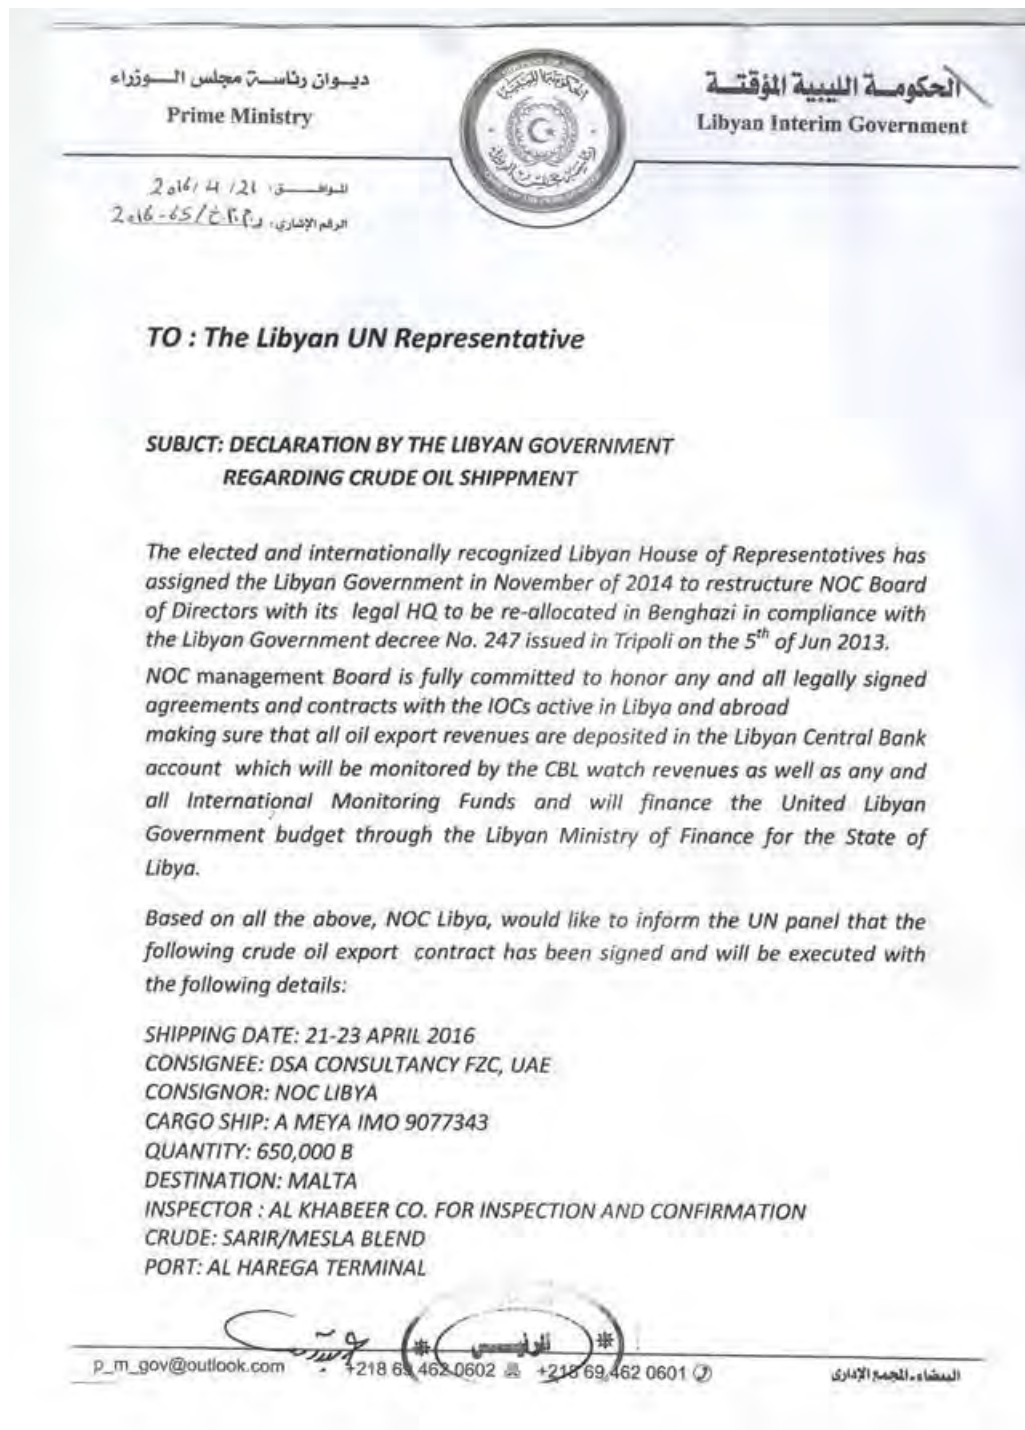 ديوان رئاسة مجلس الوزراء
Prime Ministry
الحكومة الليبية المؤقتة
Libyan Interim Government
الموافق: 2016/4/21
الرقم الإشاري:
TO : The Libyan UN Representative
SUBJCT: DECLARATION BY THE LIBYAN GOVERNMENT
REGARDING CRUDE OIL SHIPPMENT
The elected and internationally recognized Libyan House of Representatives has
assigned the Libyan Government in November of 2014 to restructure NOC Board
of Directors with its legal HQ to be re-allocated in Benghazi in compliance with
the Libyan Government decree No. 247 issued in Tripoli on the 5th of Jun 2013.
NOC management Board is fully committed to honor any and all legally signed
agreements and contracts with the IOCs active in Libya and abroad
making sure that all oil export revenues are deposited in the Libyan Central Bank
account which will be monitored by the CBL watch revenues as well as any and
all International Monitoring Funds and will finance the United Libyan
Government budget through the Libyan Ministry of Finance for the State of
Libya.
Based on all the above, NOC Libya, would like to inform the UN panel that the
following crude oil export contract has been signed and will be executed with
the following details:
SHIPPING DATE: 21-23 APRIL 2016
CONSIGNEE: DSA CONSULTANCY FZC, UAE
CONSIGNOR: NOC LIBYA
CARGO SHIP: A MEYA IMO 9077343
QUANTITY: 650,000 B
DESTINATION: MALTA
INSPECTOR : AL KHABEER CO. FOR INSPECTION AND CONFIRMATION
CRUDE: SARIR/MESLA BLEND
PORT: AL HAREGA TERMINAL
الرئيس
p_m_gov@outlook.com +218 69 462 0602 +218 69 462 0601 البيضاء - المجمع الإداري